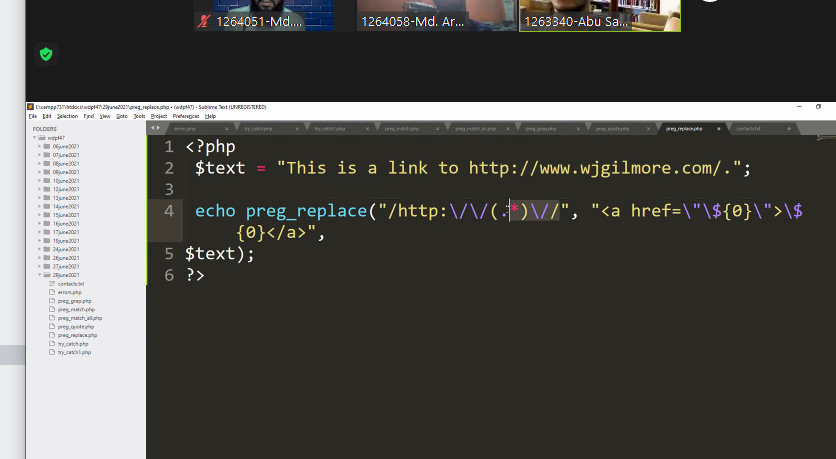 1264051-Md....
1264058-Md. Ar...
1263340-Abu Sa...
E:\xampp731\htdocs\wdpf47\29june2021\preg_replace.php • (wdpf47) - Sublime Text (UNREGISTERED)
File Edit Selection Find View Goto Tools Project Preferences Help
FOLDERS
wdpf47
06june2021
07june2021
08june2021
09june2021
10june2021
12june2021
13june2021
14june2021
15june2021
16june2021
17june2021
19june2021
24june2021
26june2021
27june2021
29june2021
contacts.txt
errors.php
preg_grep.php
preg_match.php
preg_match_all.php
preg_quote.php
preg_replace.php
try_catch.php
try_catch1.php
errors.php try_catch.php try_catch1.php preg_match.php preg_match_all.php preg_grep.php preg_quote.php preg_replace.php contacts.txt
1 <?php
2 $text = "This is a link to http://www.wjgilmore.com/.";
3
4 echo preg_replace("/http:\/\/(.*)\//", "<a href=\"\${0}\">\$
{0}</a>",
5 $text);
6 ?>